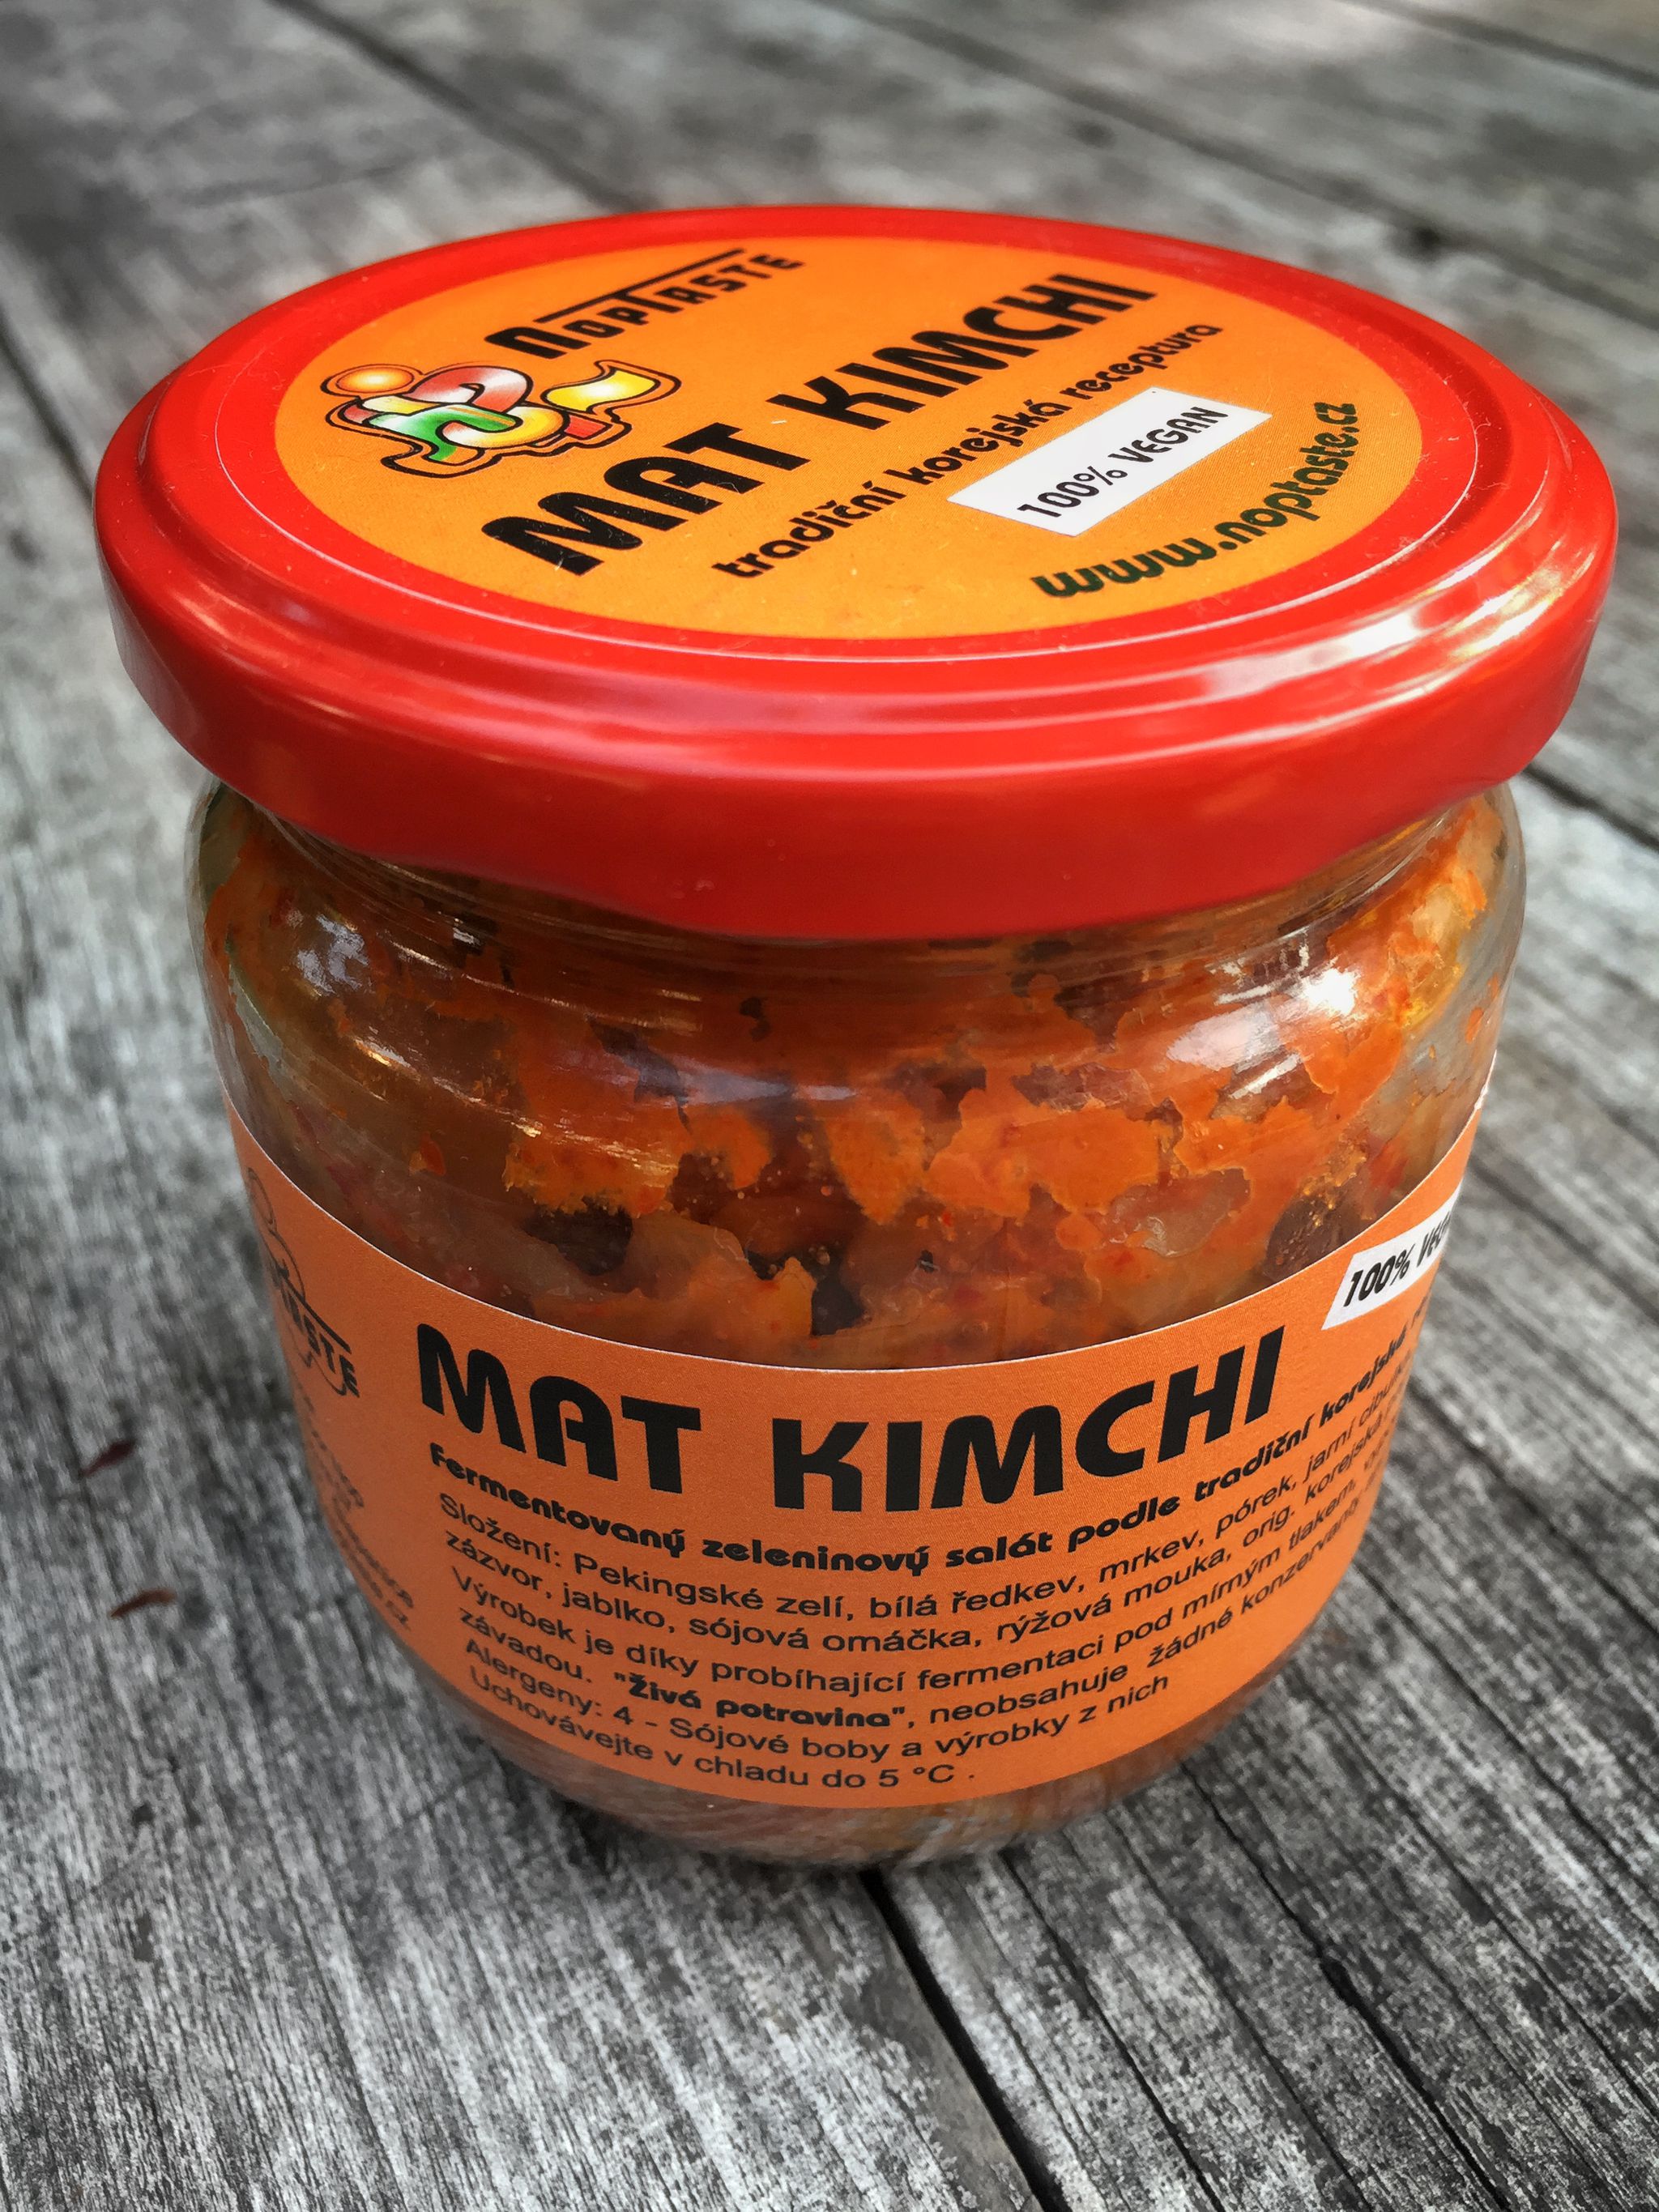 NOPTASTE
MAT KIMCHI
tradiční korejská receptura
100% VEGAN
www.noptaste.cz
100%
MAT KIMCHI
Fermentovaný zeleninový salát podle tradiční korejské
Složení: Pekingské zelí, bílá ředkev, mrkev, pórek, jarní
zázvor, jablko, sójová omáčka, rýžová mouka, orig. korejská
Výrobek je díky probíhající fermentaci pod mírným tlakem,
závadou. "Živá potravina", neobsahuje žádné
Alergeny: 4 - Sójové boby a výrobky z nich
Uchovávejte v chladu do 5 °C .